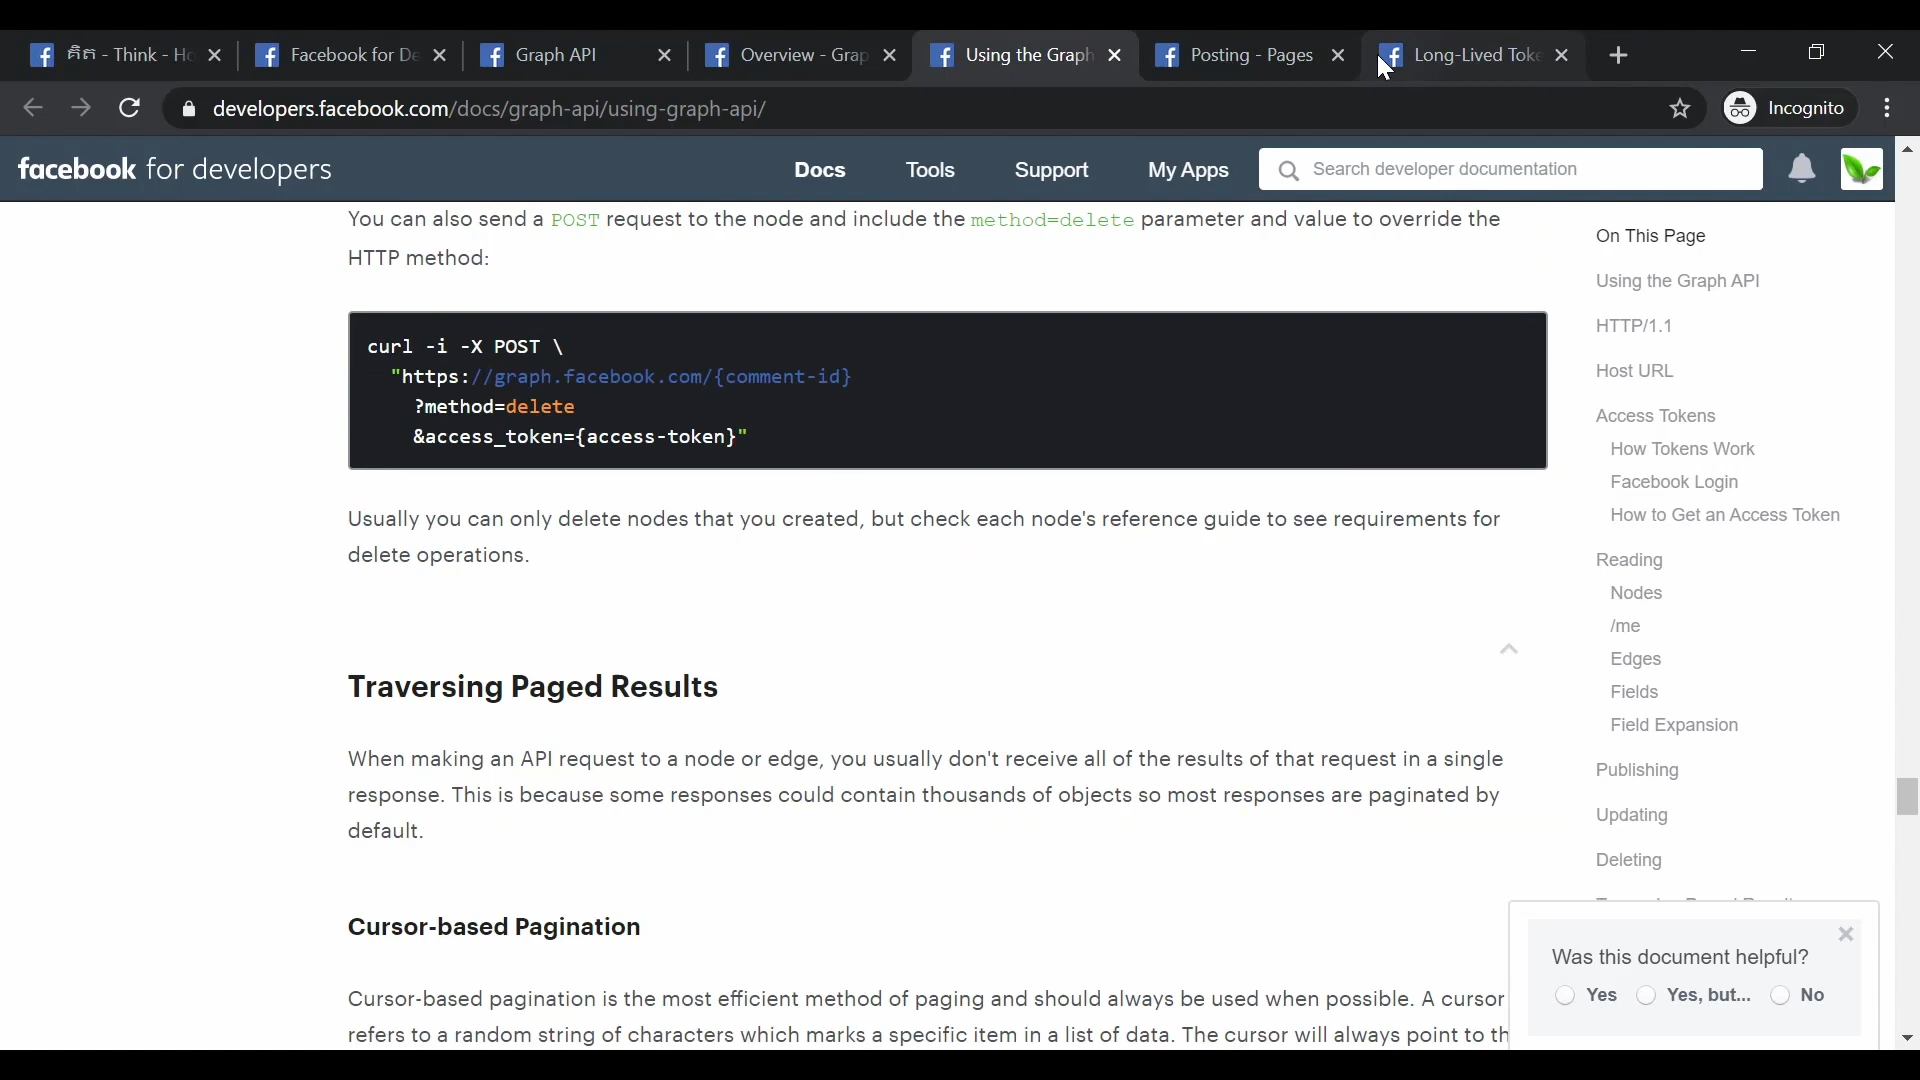 គិត - Think - Ho
Facebook for De
Graph API
Overview - Grap
Using the Graph
Posting - Pages
Long-Lived Toke
developers.facebook.com/docs/graph-api/using-graph-api/
Incognito
facebook for developers
Docs
Tools
Support
My Apps
Search developer documentation
You can also send a POST request to the node and include the method=delete parameter and value to override the
HTTP method:
curl -i -X POST \
"https://graph.facebook.com/{comment-id}
?method=delete
&access_token={access-token}"
Usually you can only delete nodes that you created, but check each node's reference guide to see requirements for
delete operations.
Traversing Paged Results
When making an API request to a node or edge, you usually don't receive all of the results of that request in a single
response. This is because some responses could contain thousands of objects so most responses are paginated by
default.
Cursor-based Pagination
Cursor-based pagination is the most efficient method of paging and should always be used when possible. A cursor
refers to a random string of characters which marks a specific item in a list of data. The cursor will always point to th
On This Page
Using the Graph API
HTTP/1.1
Host URL
Access Tokens
How Tokens Work
Facebook Login
How to Get an Access Token
Reading
Nodes
/me
Edges
Fields
Field Expansion
Publishing
Updating
Deleting
Was this document helpful?
Yes
Yes, but...
No